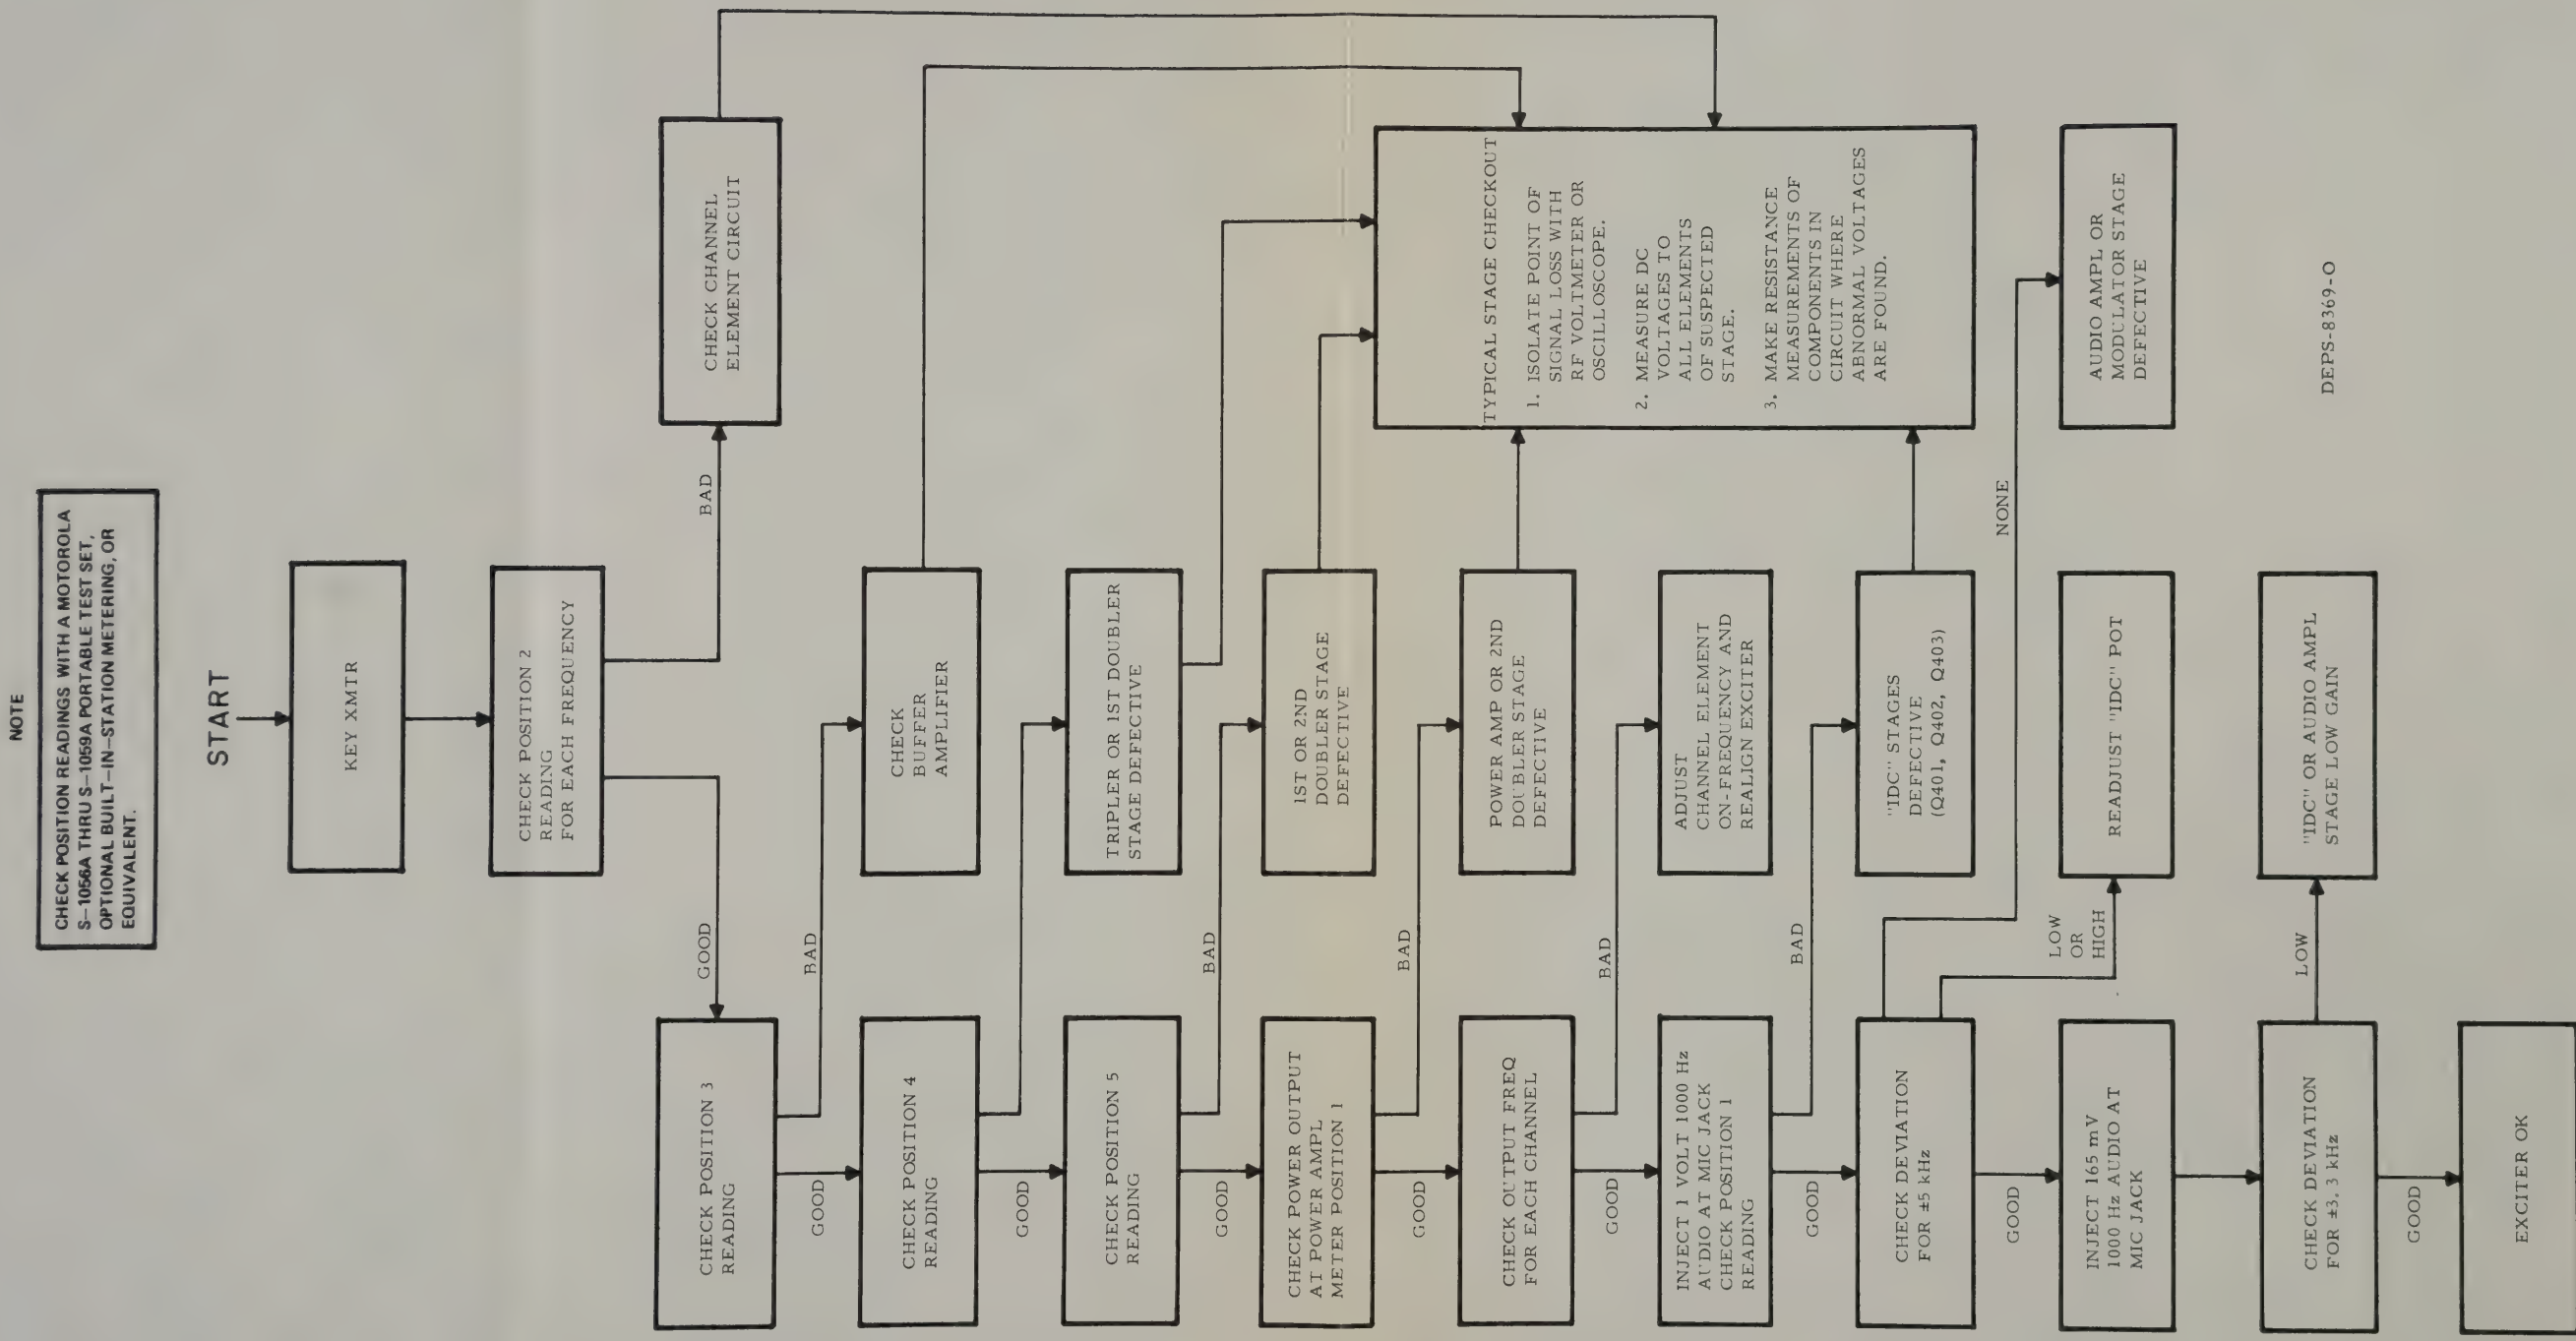 NOTE
CHECK POSITION READINGS WITH A MOTOROLA
S-1056A THRU S-1059A PORTABLE TEST SET,
OPTIONAL BUILT-IN-STATION METERING, OR
EQUIVALENT.
START
KEY XMTR
CHECK POSITION 2
READING
FOR EACH FREQUENCY
GOOD
BAD
CHECK CHANNEL
ELEMENT CIRCUIT
CHECK POSITION 3
READING
BAD
GOOD
CHECK
BUFFER
AMPLIFIER
CHECK POSITION 4
READING
GOOD
TRIPLER OR 1ST DOUBLER
STAGE DEFECTIVE
CHECK POSITION 5
READING
BAD
GOOD
1ST OR 2ND
DOUBLER STAGE
DEFECTIVE
CHECK POWER OUTPUT
AT POWER AMPL
METER POSITION 1
BAD
GOOD
POWER AMP OR 2ND
DOUBLER STAGE
DEFECTIVE
TYPICAL STAGE CHECKOUT
1. ISOLATE POINT OF
SIGNAL LOSS WITH
RF VOLTMETER OR
OSCILLOSCOPE.
2. MEASURE DC
VOLTAGES TO
ALL ELEMENTS
OF SUSPECTED
STAGE.
3. MAKE RESISTANCE
MEASUREMENTS OF
COMPONENTS IN
CIRCUIT WHERE
ABNORMAL VOLTAGES
ARE FOUND.
CHECK OUTPUT FREQ
FOR EACH CHANNEL
BAD
GOOD
ADJUST
CHANNEL ELEMENT
ON-FREQUENCY AND
REALIGN EXCITER
INJECT 1 VOLT 1000 Hz
AUDIO AT MIC JACK
CHECK POSITION 1
READING
BAD
GOOD
"IDC" STAGES
DEFECTIVE
(Q401, Q402, Q403)
CHECK DEVIATION
FOR ±5 kHz
NONE
LOW
OR
HIGH
GOOD
READJUST "IDC" POT
AUDIO AMPL OR
MODULATOR STAGE
DEFECTIVE
INJECT 165 mV
1000 Hz AUDIO AT
MIC JACK
CHECK DEVIATION
FOR ±3.3 kHz
LOW
GOOD
"IDC" OR AUDIO AMPL
STAGE LOW GAIN
EXCITER OK
DEPS-8369-O